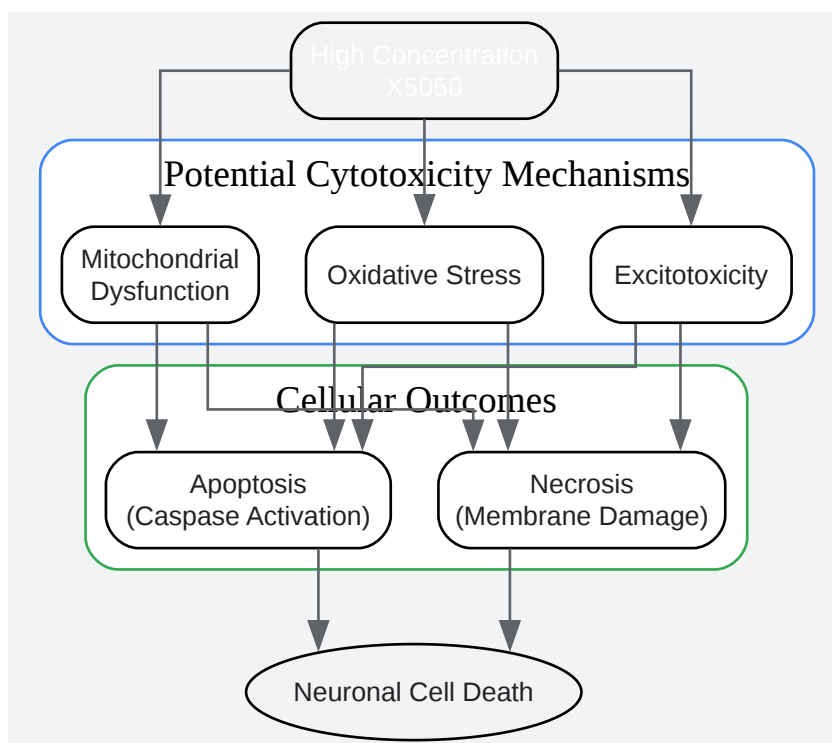 High Concentration
X5050
Potential Cytotoxicity Mechanisms
Mitochondrial
Dysfunction
Oxidative Stress
Excitotoxicity
Cellular Outcomes
Apoptosis
(Caspase Activation)
Necrosis
(Membrane Damage)
Neuronal Cell Death